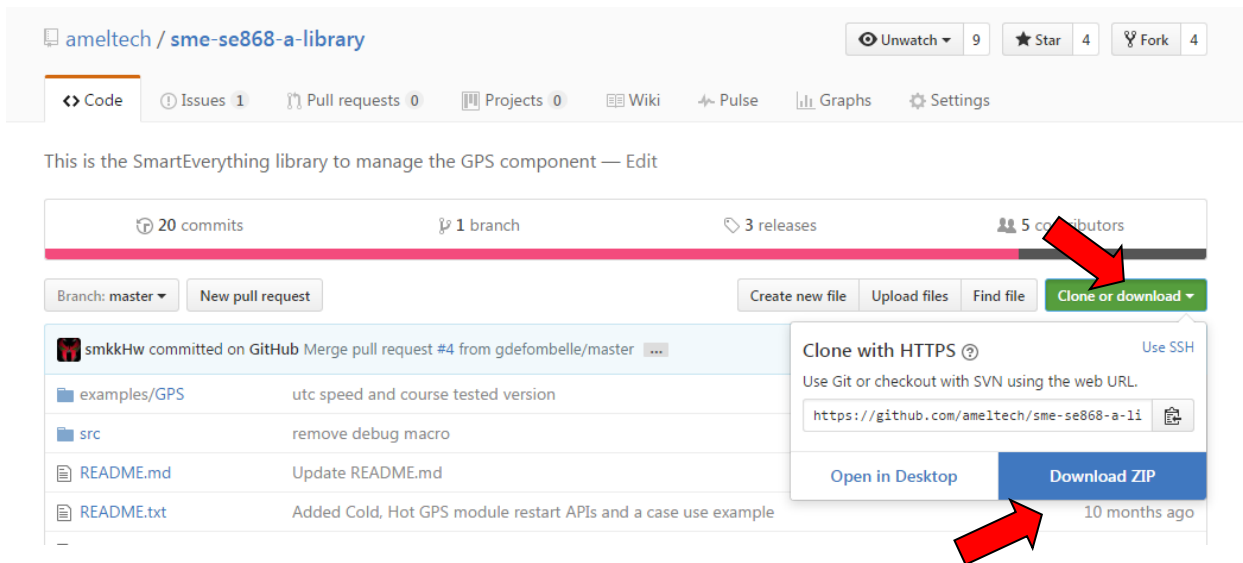 ameltech / sme-se868-a-library
Unwatch 9 Star 4 Fork 4
Code Issues 1 Pull requests 0 Projects 0 Wiki Pulse Graphs Settings
This is the SmartEverything library to manage the GPS component — Edit
20 commits 1 branch 3 releases 5 contributors
Branch: master New pull request Create new file Upload files Find file Clone or download
smkkHw committed on GitHub Merge pull request #4 from gdefombelle/master ...
Clone with HTTPS ? Use SSH
Use Git or checkout with SVN using the web URL.
https://github.com/ameltech/sme-se868-a-li
Open in Desktop Download ZIP
examples/GPS utc speed and course tested version
src remove debug macro
README.md Update README.md
README.txt Added Cold, Hot GPS module restart APIs and a case use example 10 months ago